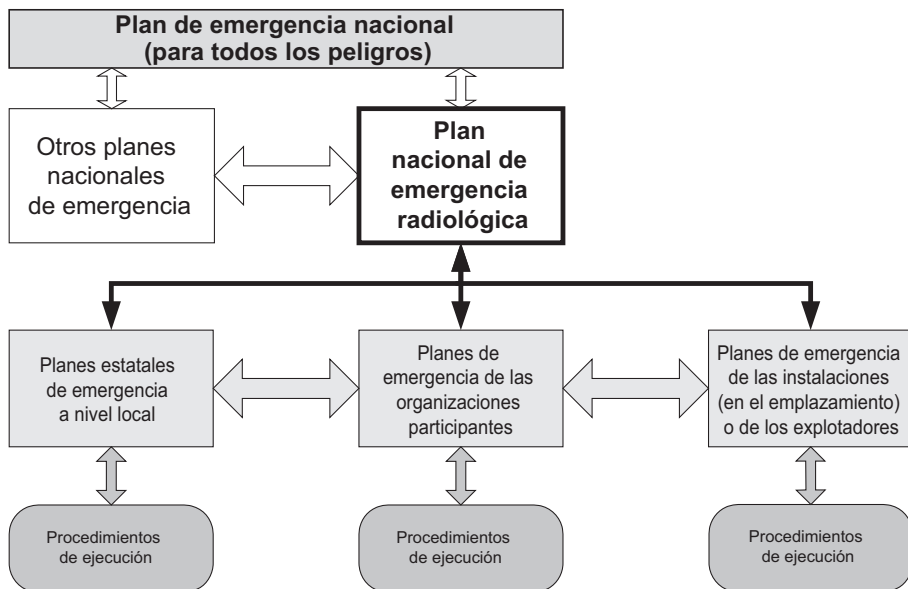 Plan de emergencia nacional
(para todos los peligros)
Otros planes
nacionales
de emergencia
Plan
nacional de
emergencia
radiológica
Planes estatales
de emergencia
a nivel local
Planes de
emergencia de las
organizaciones
participantes
Planes de emergencia
de las instalaciones
(en el emplazamiento)
o de los explotadores
Procedimientos
de ejecución
Procedimientos
de ejecución
Procedimientos
de ejecución